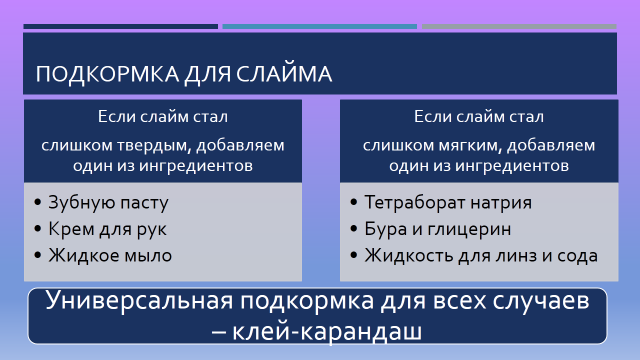 ПОДКОРМКА ДЛЯ СЛАЙМА
Если слайм стал
слишком твердым, добавляем
один из ингредиентов
• Зубную пасту
• Крем для рук
• Жидкое мыло
Если слайм стал
слишком мягким, добавляем
один из ингредиентов
• Тетраборат натрия
• Бура и глицерин
• Жидкость для линз и сода
Универсальная подкормка для всех случаев
– клей-карандаш